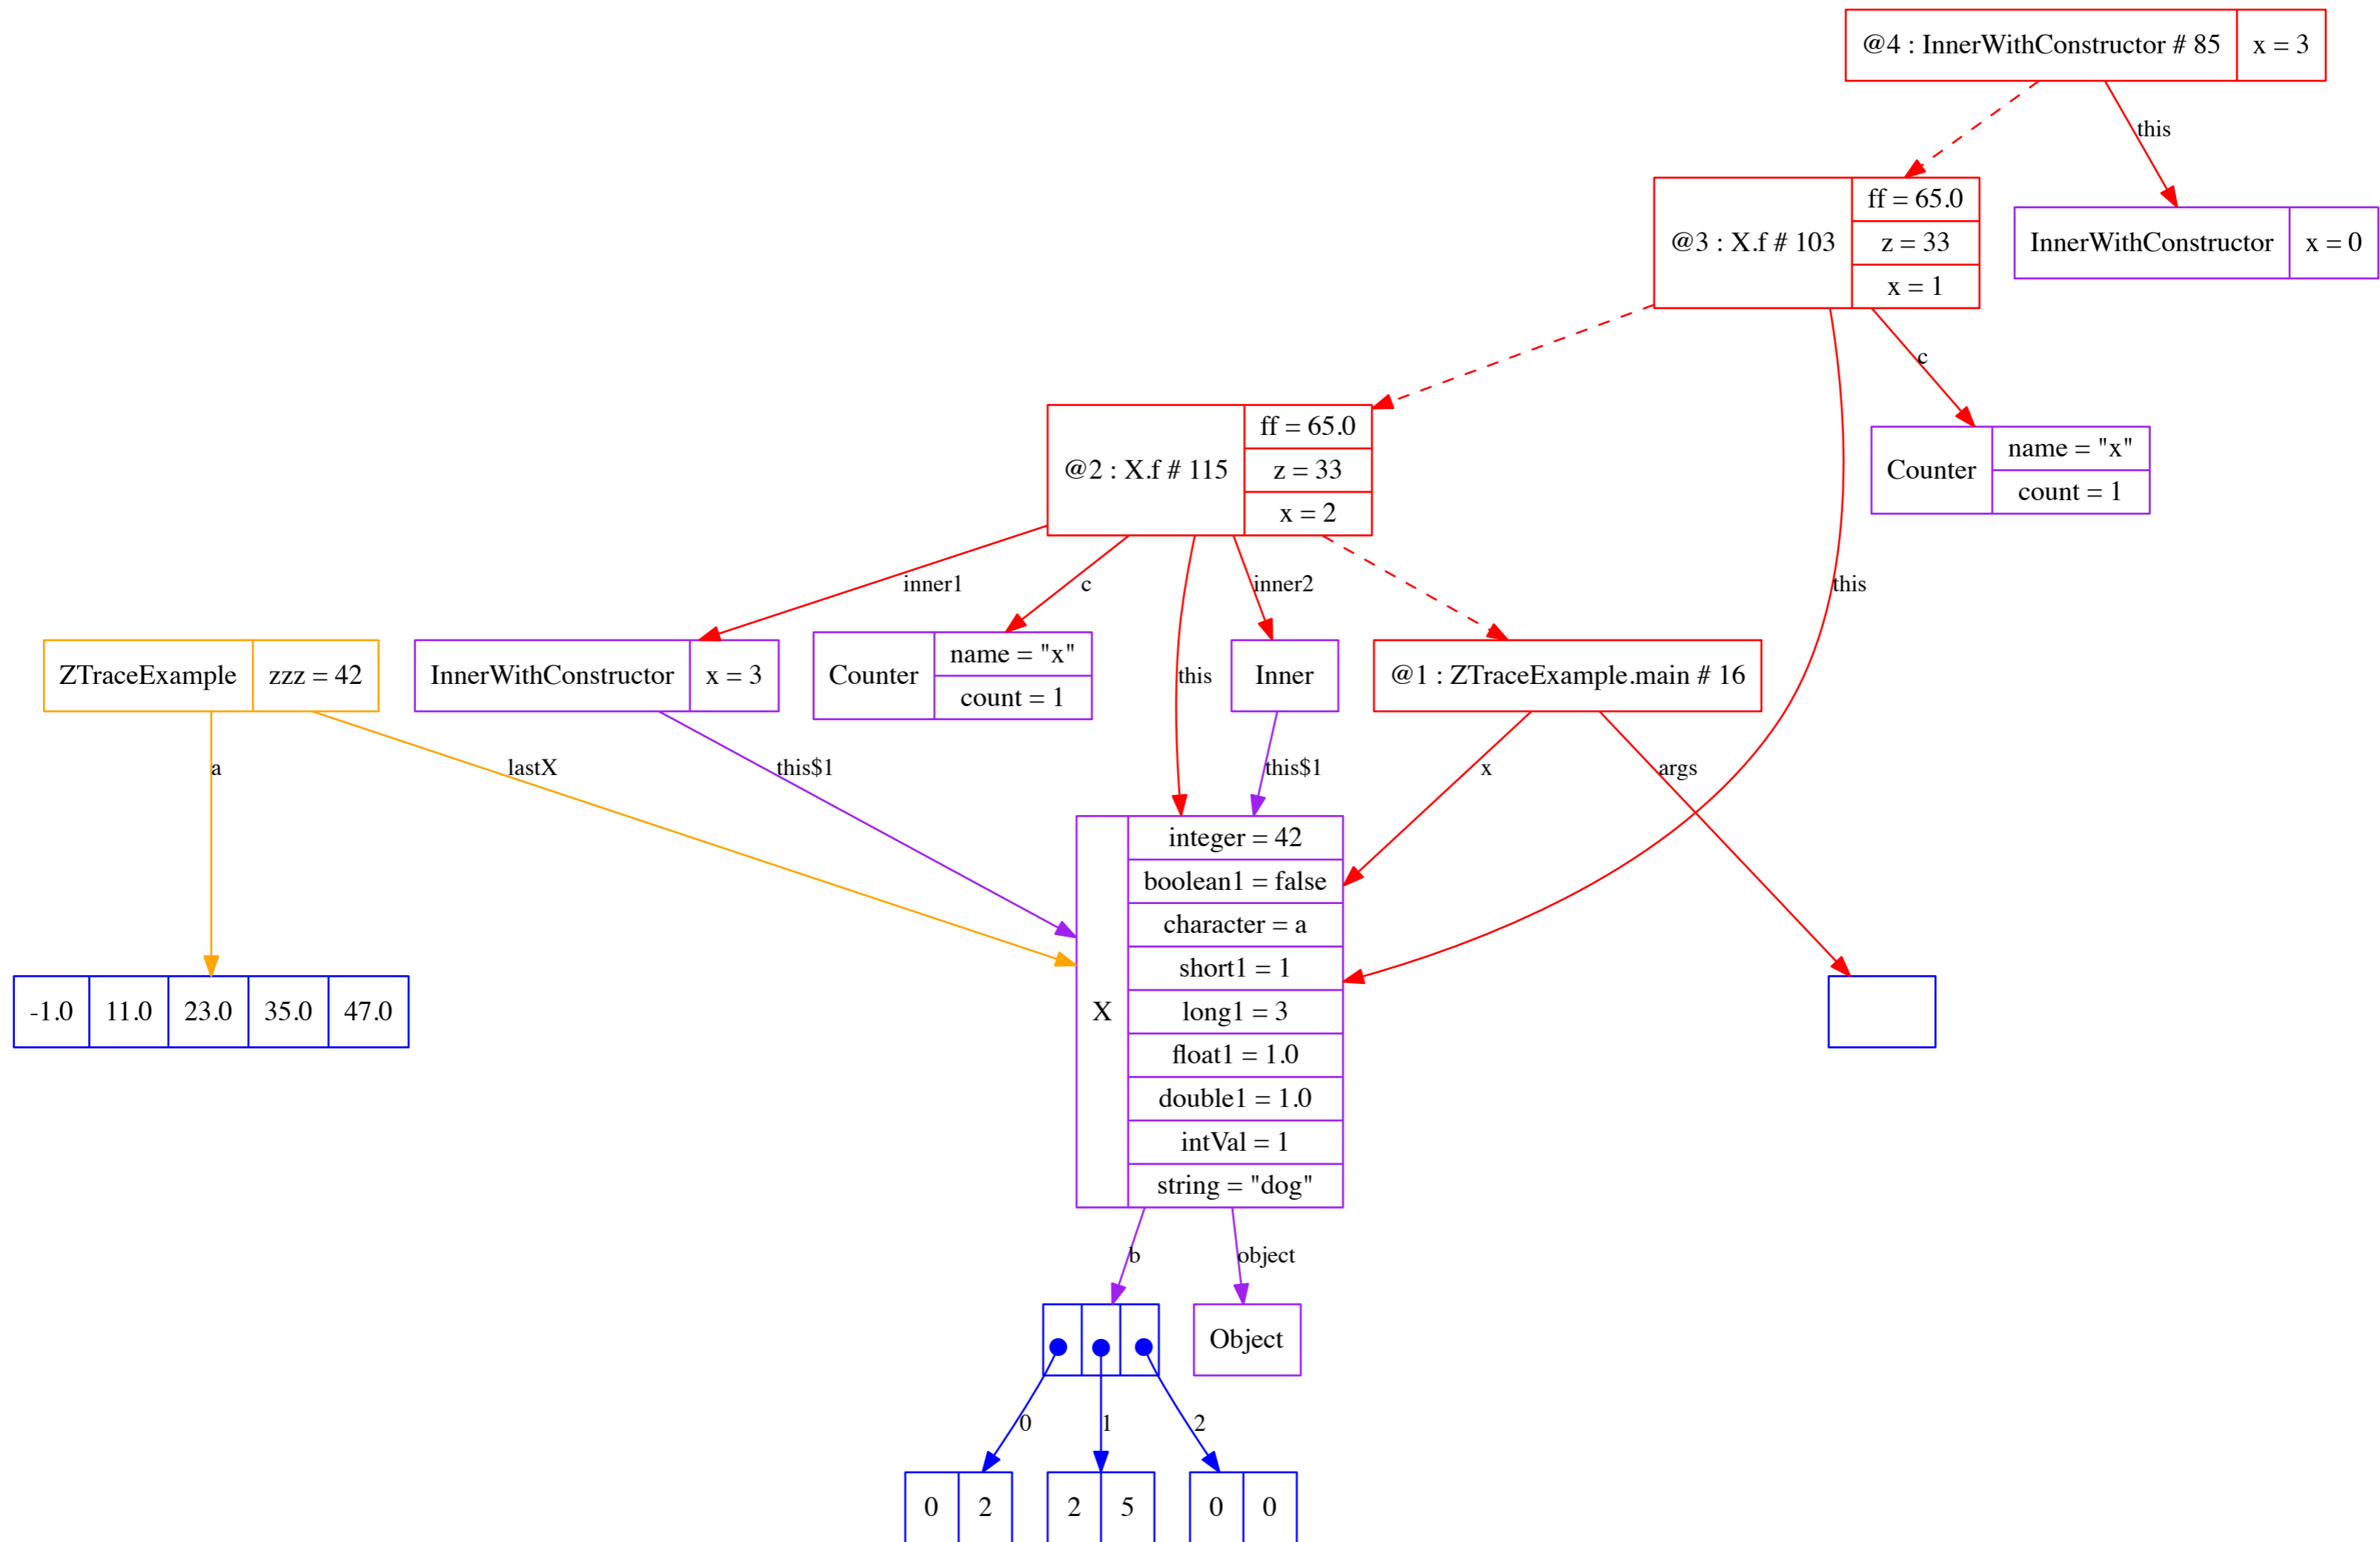 @4 : InnerWithConstructor # 85
x = 3
this
@3 : X.f # 103
ff = 65.0
z = 33
x = 1
InnerWithConstructor
x = 0
c
@2 : X.f # 115
ff = 65.0
z = 33
x = 2
Counter
name = "x"
count = 1
inner1
c
inner2
this
ZTraceExample
zzz = 42
InnerWithConstructor
x = 3
Counter
name = "x"
count = 1
this
Inner
@1 : ZTraceExample.main # 16
a
lastX
this$1
this$1
x
args
-1.0
11.0
23.0
35.0
47.0
X
integer = 42
boolean1 = false
character = a
short1 = 1
long1 = 3
float1 = 1.0
double1 = 1.0
intVal = 1
string = "dog"
b
object
Object
0
1
2
0
2
2
5
0
0